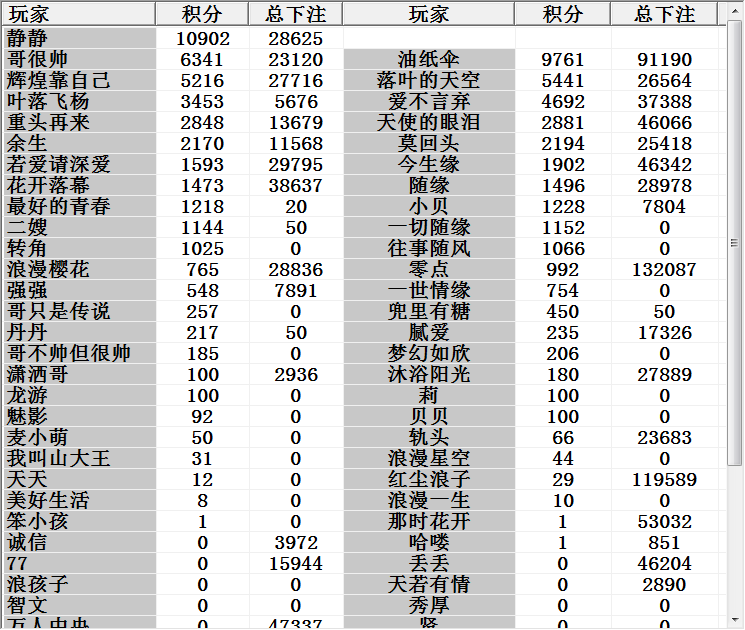 玩家 积分 总下注 玩家 积分 总下注
静静 10902 28625
哥很帅 6341 23120 油纸伞 9761 91190
辉煌靠自己 5216 27716 落叶的天空 5441 26564
叶落飞杨 3453 5676 爱不言弃 4692 37388
重头再来 2848 13679 天使的眼泪 2881 46066
余生 2170 11568 莫回头 2194 25418
若爱请深爱 1593 29795 今生缘 1902 46342
花开落幕 1473 38637 随缘 1496 28978
最好的青春 1218 20 小贝 1228 7804
二嫂 1144 50 一切随缘 1152 0
转角 1025 0 往事随风 1066 0
浪漫樱花 765 28836 零点 992 132087
强强 548 7891 一世情缘 754 0
哥只是传说 257 0 兜里有糖 450 50
丹丹 217 50 腻爱 235 17326
哥不帅但很帅 185 0 梦幻如欣 206 0
潇洒哥 100 2936 沐浴阳光 180 27889
龙游 100 0 莉 100 0
魅影 92 0 贝贝 100 0
麦小萌 50 0 轨头 66 23683
我叫山大王 31 0 浪漫星空 44 0
天天 12 0 红尘浪子 29 119589
美好生活 8 0 浪漫一生 10 0
笨小孩 1 0 那时花开 1 53032
诚信 0 3972 哈喽 1 851
77 0 15944 丢丢 0 46204
浪孩子 0 0 天若有情 0 2890
智文 0 0 秀厚 0 0
万人中央 0 47337 贤 0 0